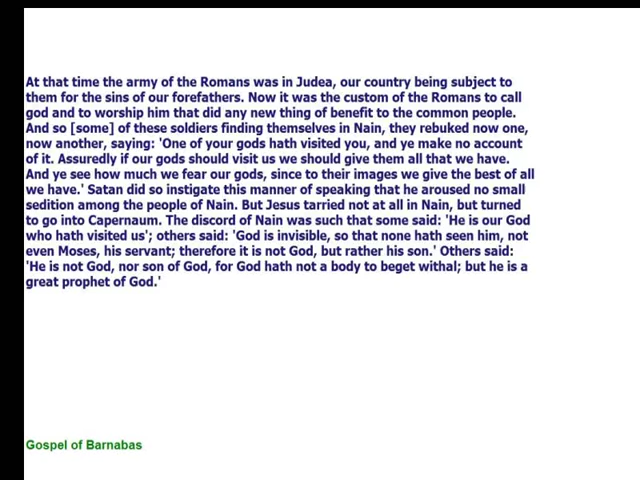 At that time the army of the Romans was in Judea, our country being subject to
them for the sins of our forefathers. Now it was the custom of the Romans to call
god and to worship him that did any new thing of benefit to the common people.
And so [some] of these soldiers finding themselves in Nain, they rebuked now one,
now another, saying: 'One of your gods hath visited you, and ye make no account
of it. Assuredly if our gods should visit us we should give them all that we have.
And ye see how much we fear our gods, since to their images we give the best of all
we have.' Satan did so instigate this manner of speaking that he aroused no small
sedition among the people of Nain. But Jesus tarried not at all in Nain, but turned
to go into Capernaum. The discord of Nain was such that some said: 'He is our God
who hath visited us'; others said: 'God is invisible, so that none hath seen him, not
even Moses, his servant; therefore it is not God, but rather his son.' Others said:
'He is not God, nor son of God, for God hath not a body to beget withal; but he is a
great prophet of God.'
Gospel of Barnabas